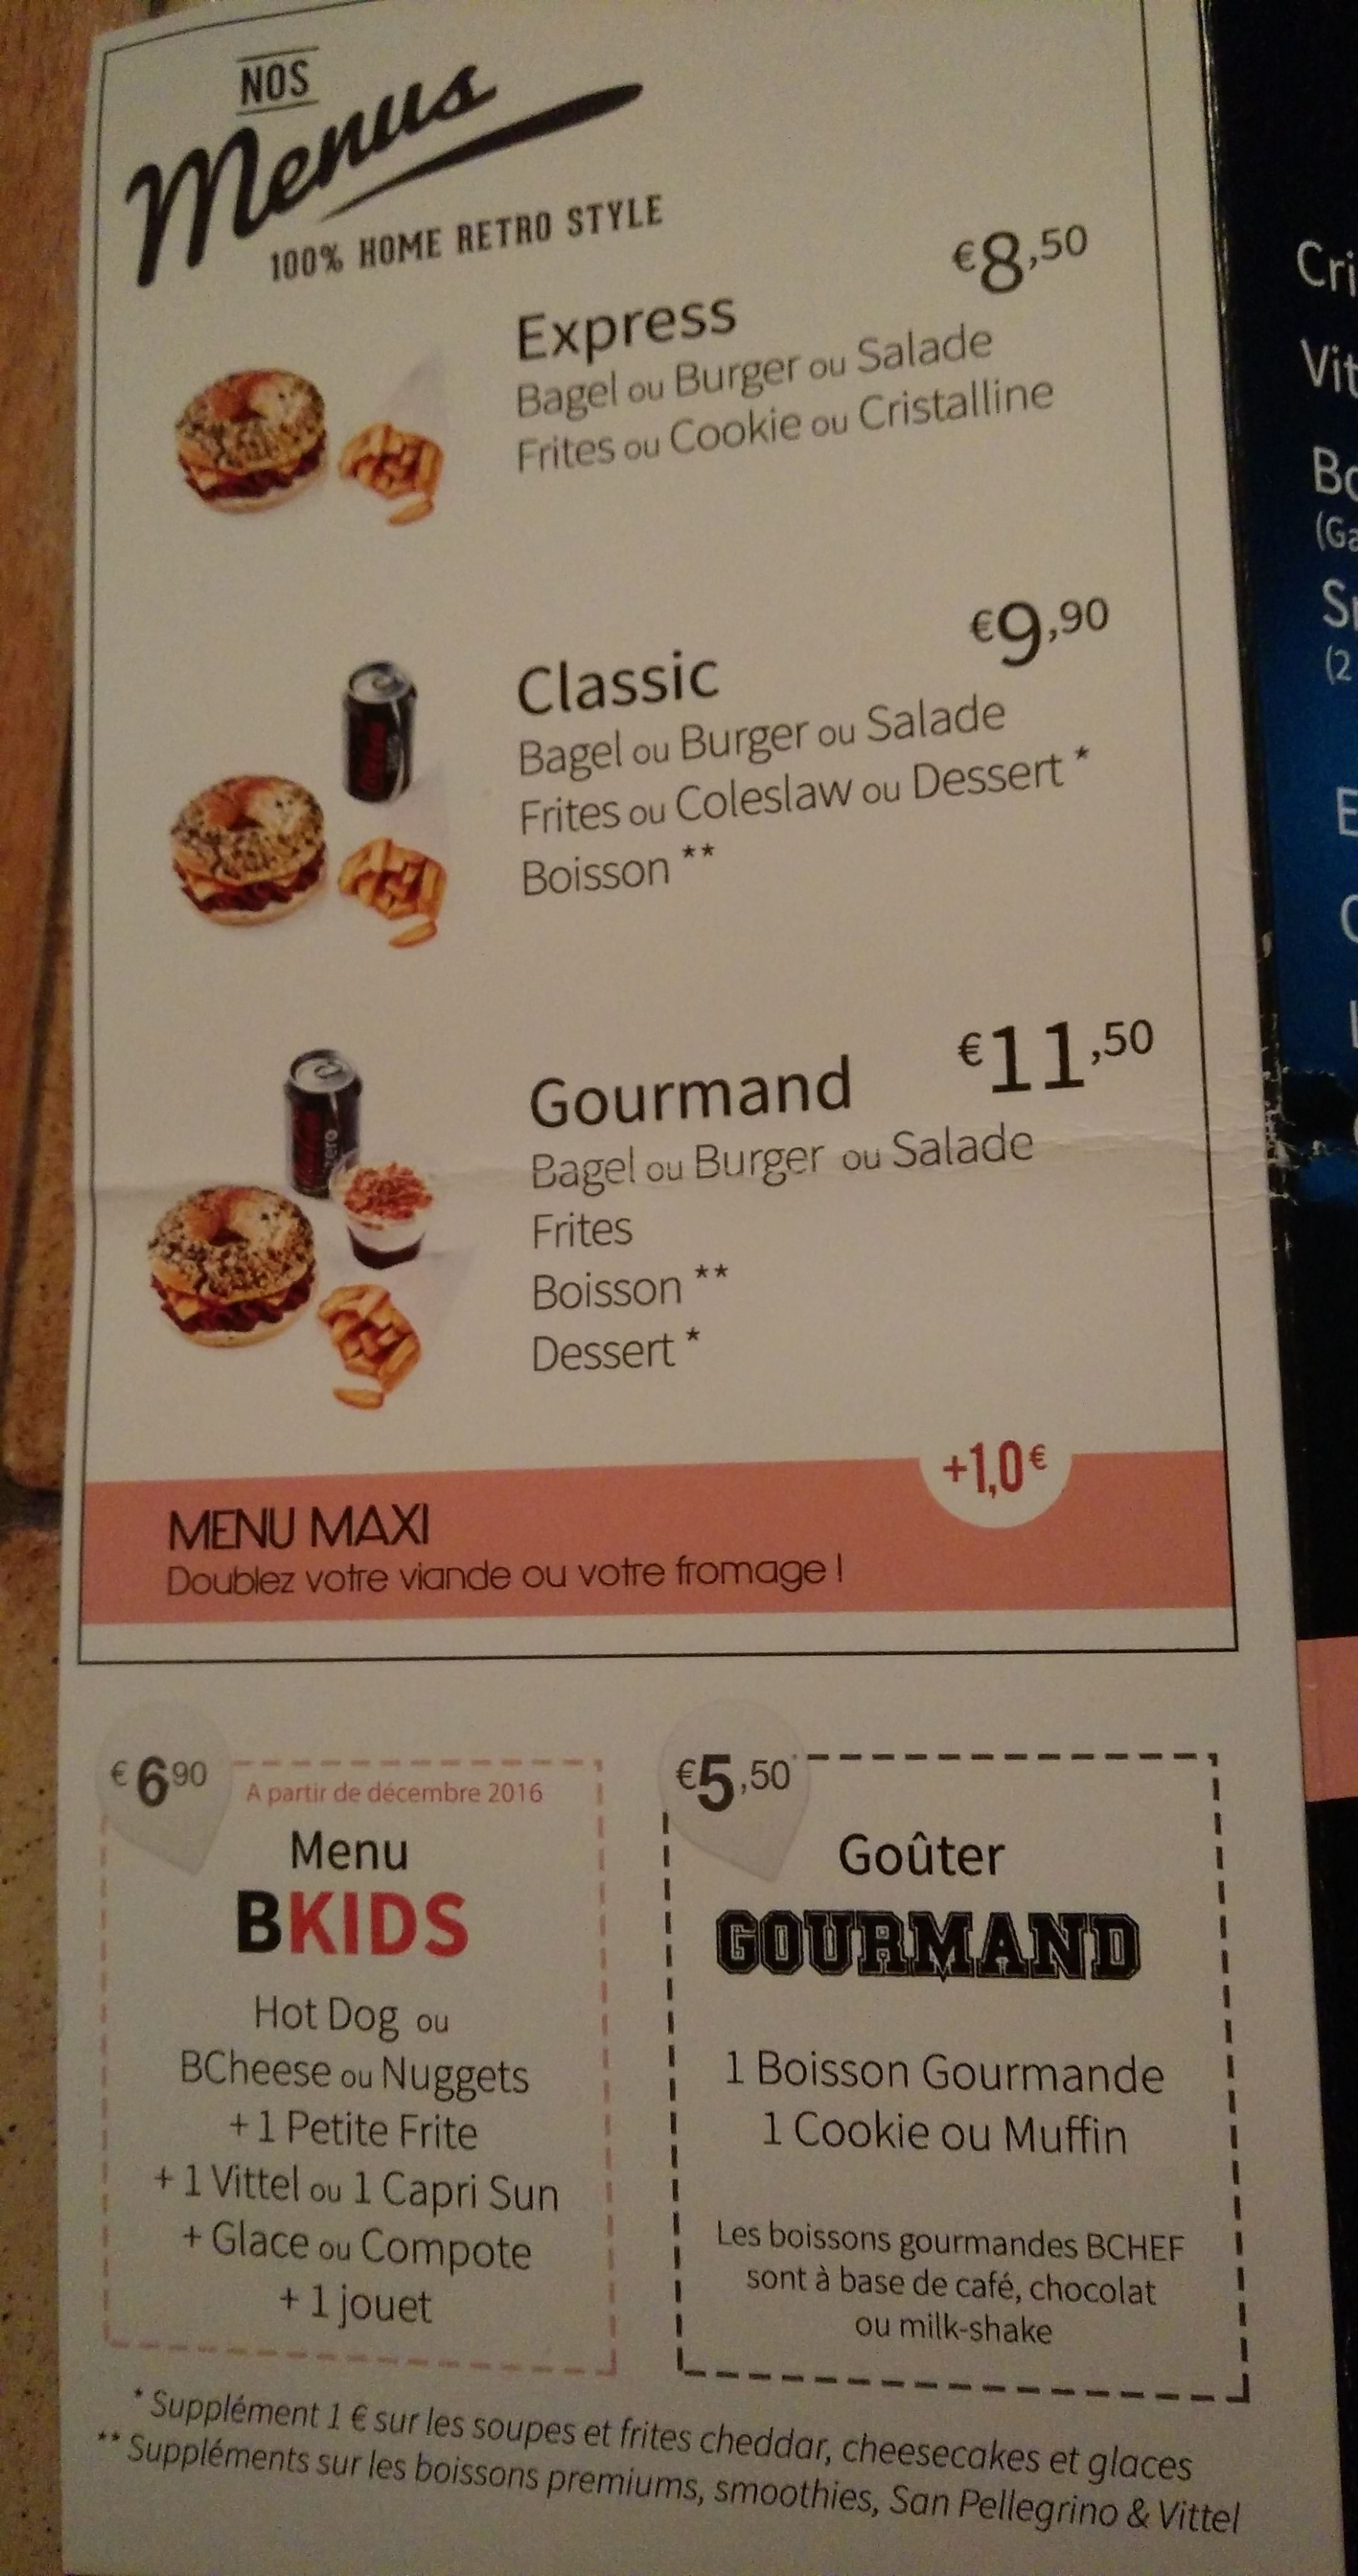 NOS
Menus
100% HOME RETRO STYLE
€8,50
Express
Bagel ou Burger ou Salade
Frites ou Cookie ou Cristalline
€9,90
Classic
Bagel ou Burger ou Salade
Frites ou Coleslaw ou Dessert *
Boisson **
€11,50
Gourmand
Bagel ou Burger ou Salade
Frites
Boisson **
Dessert *
+1,0€
MENU MAXI
Doublez votre viande ou votre fromage !
€6,90
A partir de décembre 2016
Menu
BKIDS
Hot Dog ou
BCheese ou Nuggets
+ 1 Petite Frite
+ 1 Vittel ou 1 Capri Sun
+ Glace ou Compote
+ 1 jouet
€5,50
Goûter
GOURMAND
1 Boisson Gourmande
1 Cookie ou Muffin
Les boissons gourmandes BCHEF
sont à base de café, chocolat
ou milk-shake
* Supplément 1 € sur les soupes et frites cheddar, cheesecakes et glaces
** Suppléments sur les boissons premiums, smoothies, San Pellegrino & Vittel
Cri
Vit
(2